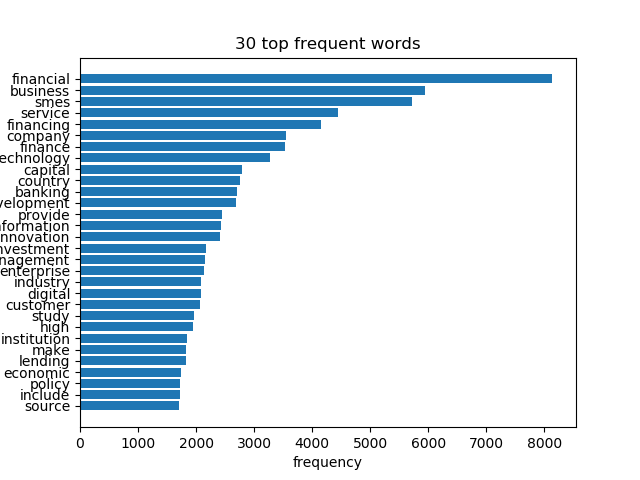 30 top frequent words
financial
business
smes
service
financing
company
finance
echnology
capital
country
banking
velopment
provide
nformation
nnovation
nvestment
nagement
enterprise
industry
digital
customer
study
high
institution
make
lending
economic
policy
include
source
0 1000 2000 3000 4000 5000 6000 7000 8000
frequency